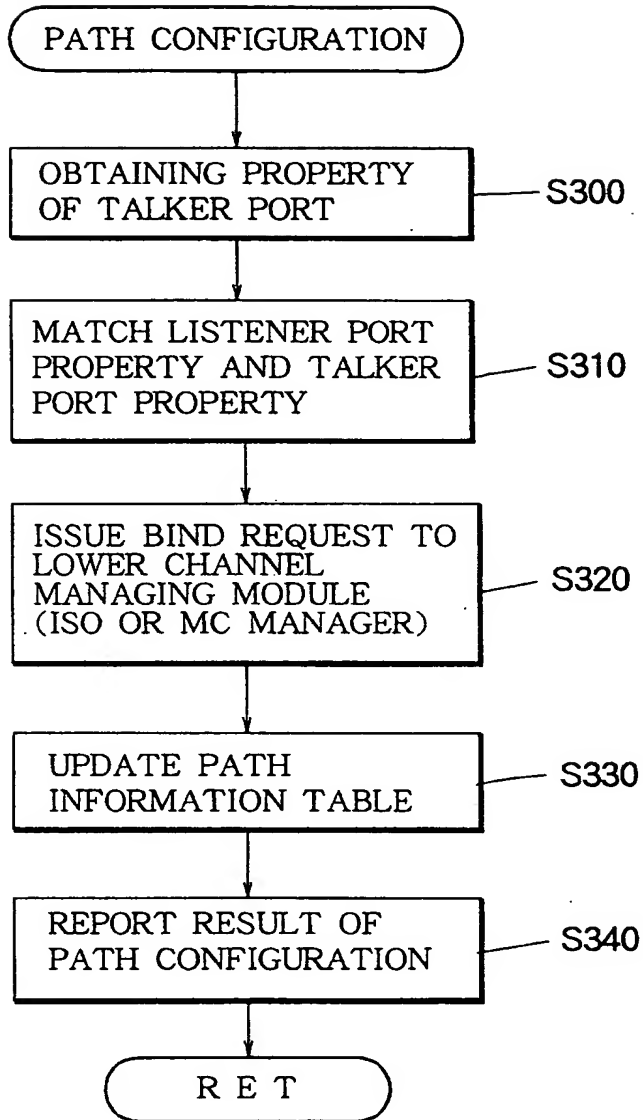 PATH CONFIGURATION
OBTAINING PROPERTY
OF TALKER PORT
S300
MATCH LISTENER PORT
PROPERTY AND TALKER
PORT PROPERTY
S310
ISSUE BIND REQUEST TO
LOWER CHANNEL
MANAGING MODULE
(ISO OR MC MANAGER)
S320
UPDATE PATH
INFORMATION TABLE
S330
REPORT RESULT OF
PATH CONFIGURATION
S340
R E T